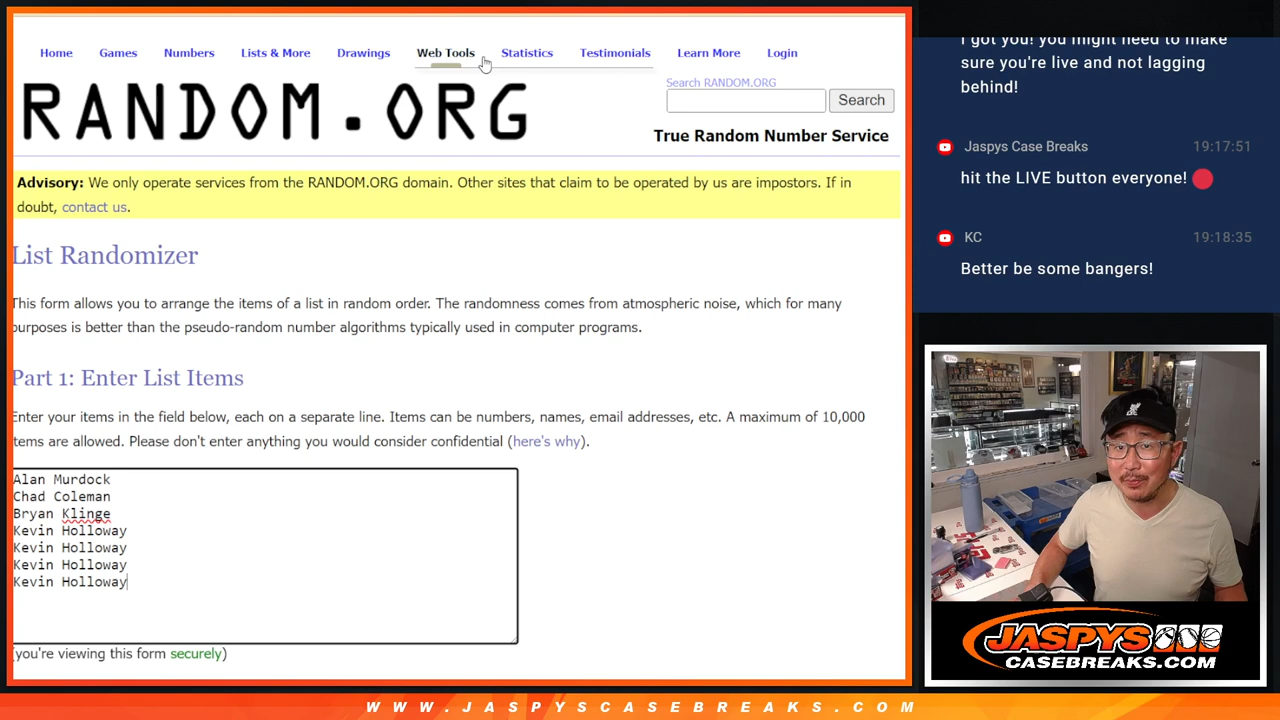 Home Games Numbers Lists & More Drawings Web Tools Statistics Testimonials Learn More Login
RANDOM.ORG
Search RANDOM.ORG
Search
True Random Number Service
Advisory: We only operate services from the RANDOM.ORG domain. Other sites that claim to be operated by us are impostors. If in
doubt, contact us.
List Randomizer
This form allows you to arrange the items of a list in random order. The randomness comes from atmospheric noise, which for many
purposes is better than the pseudo-random number algorithms typically used in computer programs.
Part 1: Enter List Items
Enter your items in the field below, each on a separate line. Items can be numbers, names, email addresses, etc. A maximum of 10,000
items are allowed. Please don't enter anything you would consider confidential (here's why).
Alan Murdock
Chad Coleman
Bryan Klinge
Kevin Holloway
Kevin Holloway
Kevin Holloway
Kevin Holloway
(you're viewing this form securely)
I got you! you might need to make
sure you're live and not lagging
behind!
Jaspys Case Breaks 19:17:51
hit the LIVE button everyone!
KC 19:18:35
Better be some bangers!
JASPYS
CASEBREAKS.COM
WWW.JASPYSCASEBREAKS.COM